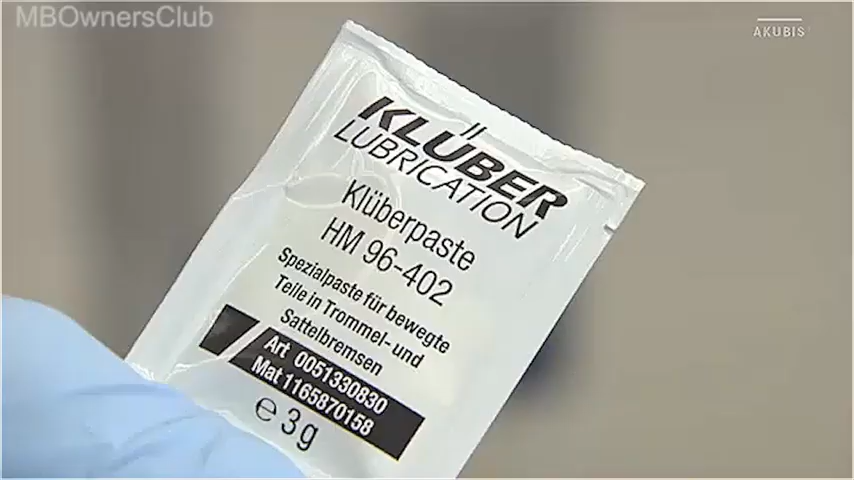 MBOwnersClub
AKUBIS
KLÜBER
LUBRICATION
Klüberpaste
HM 96-402
Spezialpaste für bewegte
Teile in Trommel- und
Sattelbremsen
Art 0051330830
Mat 1165870158
℮ 3 g